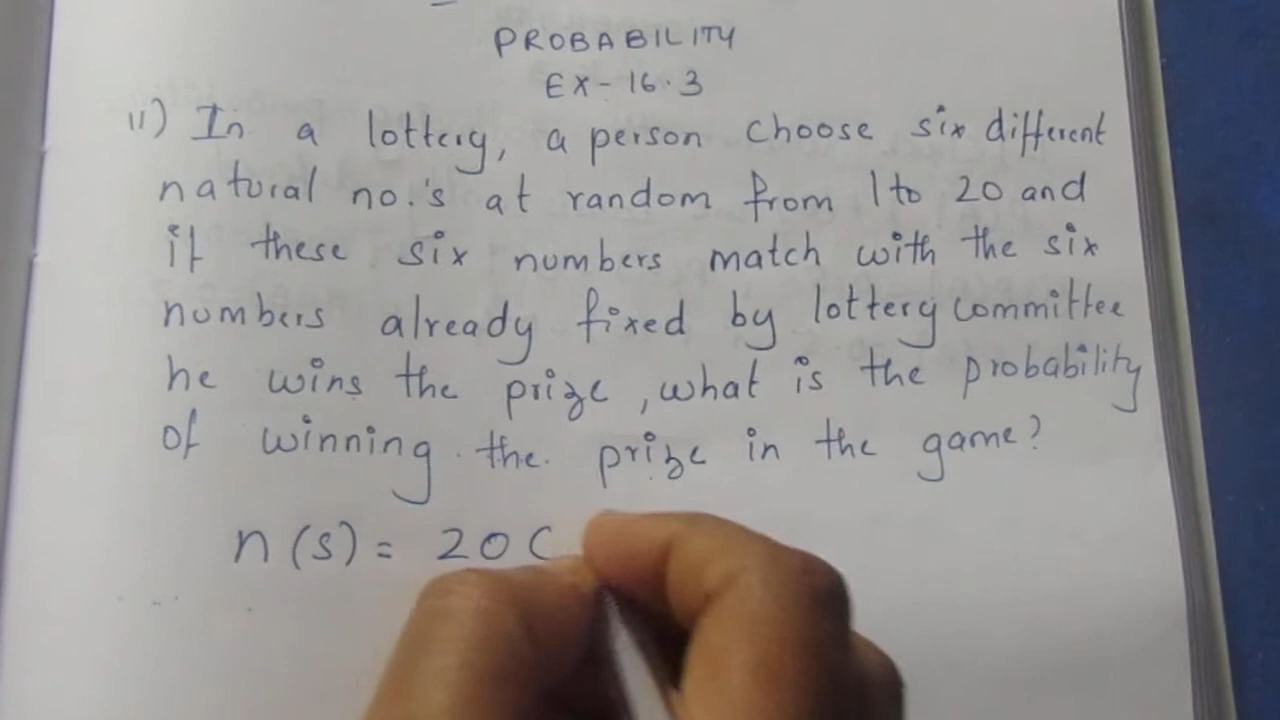 PROBABILITY
EX-16.3
11) In a lottery, a person choose six different
natural no.'s at random from 1 to 20 and
if these six numbers match with the six
numbers already fixed by lottery committee
he wins the prize, what is the probability
of winning the prize in the game?
n(s) = 20C